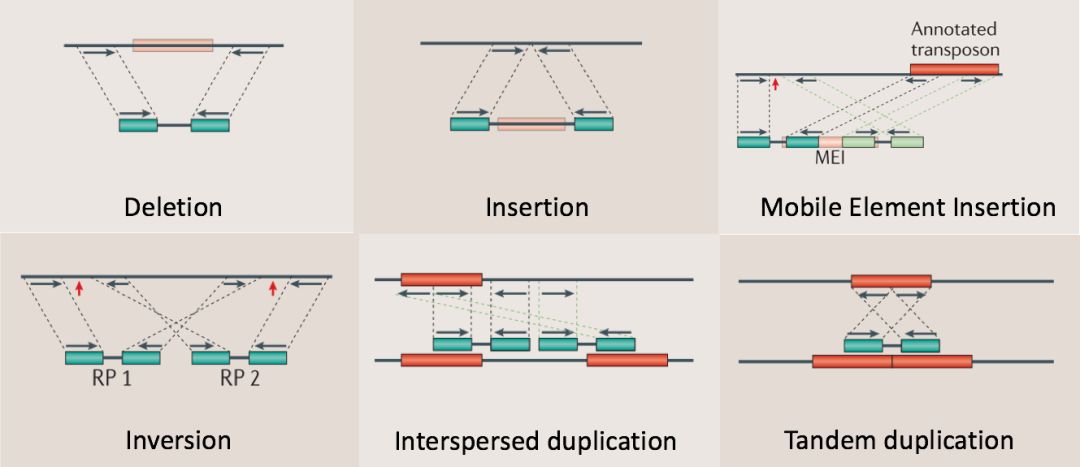 Annotated
transposon
MEI
Deletion
Insertion
Mobile Element Insertion
RP 1
RP 2
Inversion
Interspersed duplication
Tandem duplication